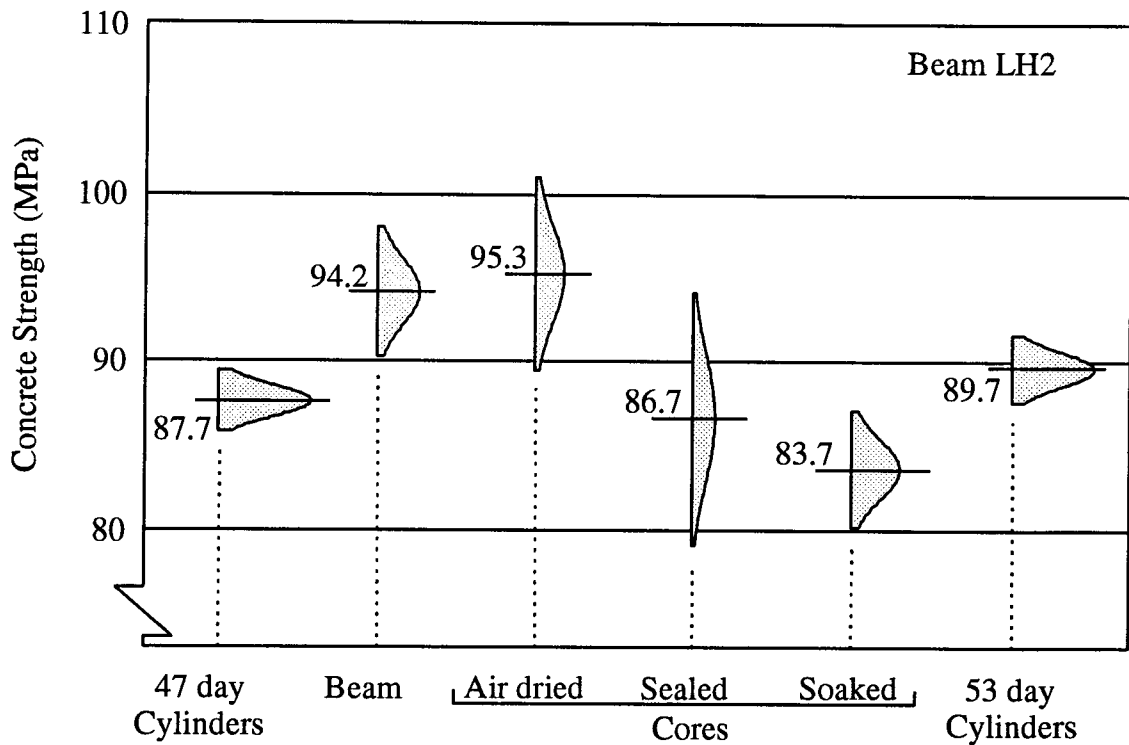 110
Beam LH2
Concrete Strength (MPa)
100
94.2
95.3
90
87.7
86.7
83.7
89.7
80
47 day
Cylinders
Beam
Air dried
Sealed
Soaked
Cores
53 day
Cylinders